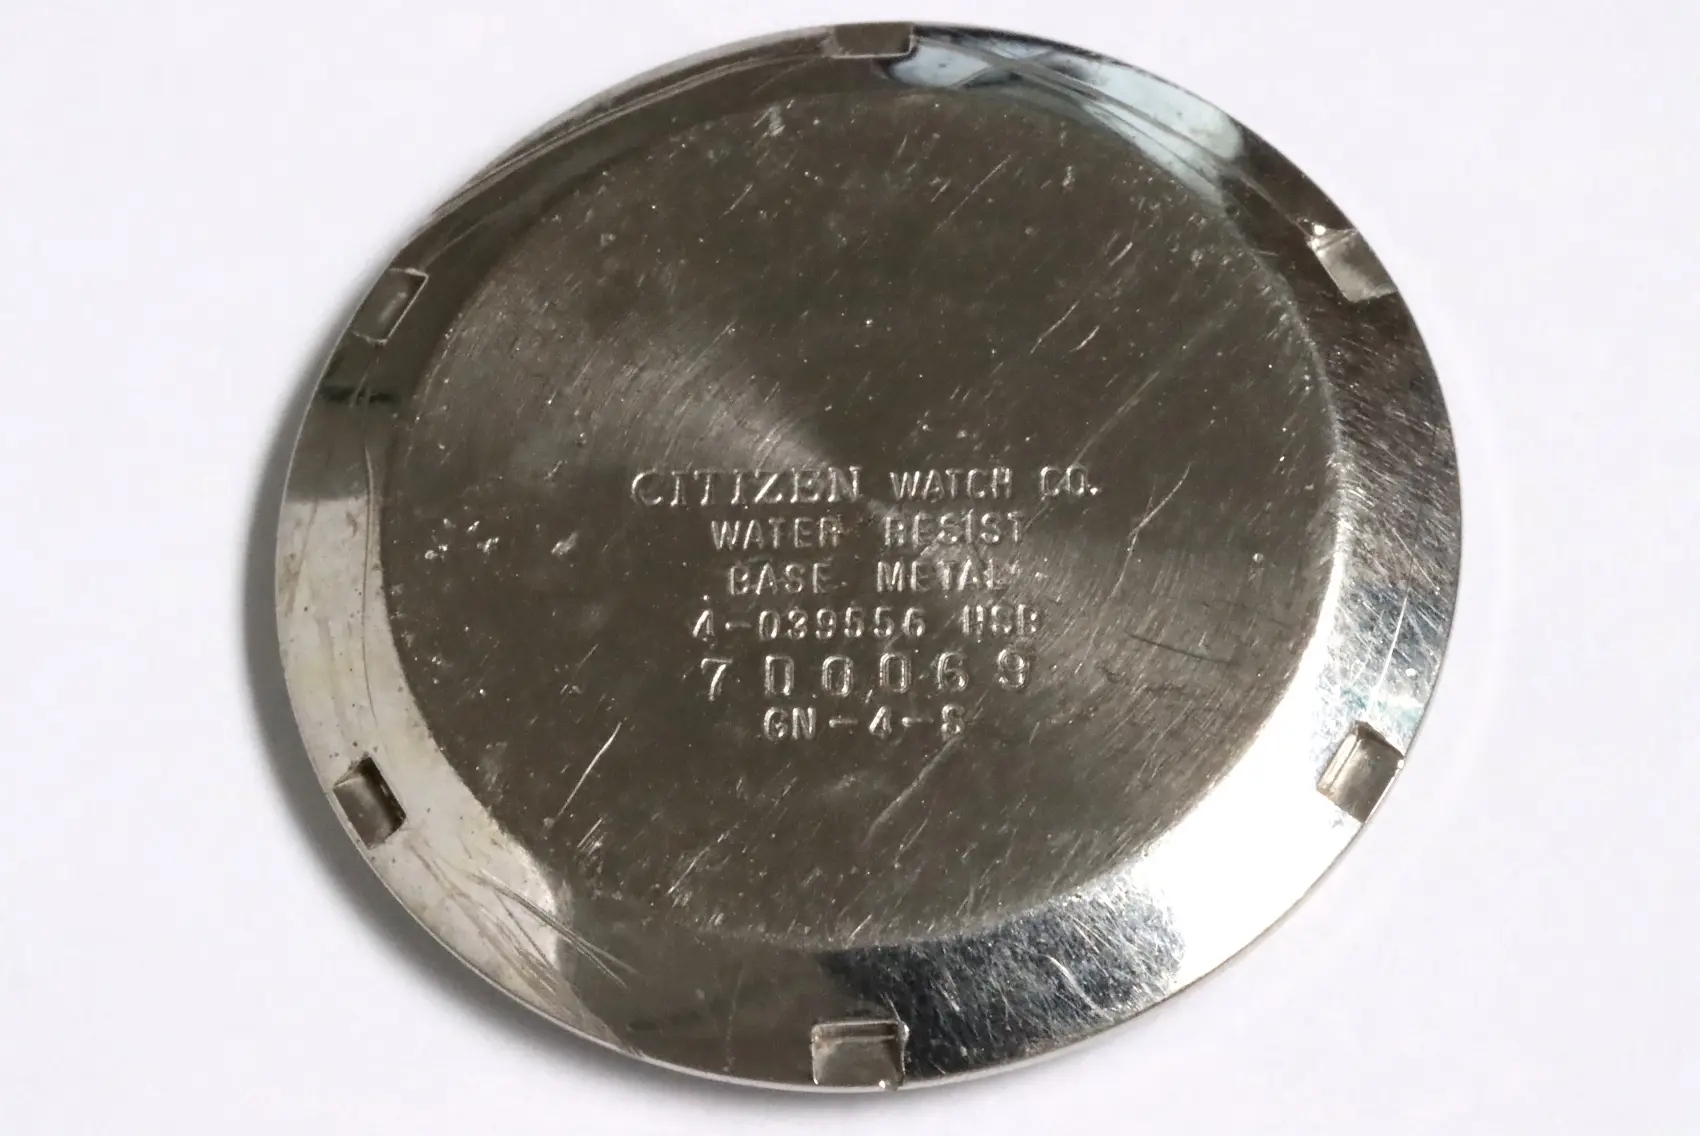 CITIZEN WATCH CO.
WATER RESIST
BASE METAL
4-039556 HSB
7D0069
GN-4-S